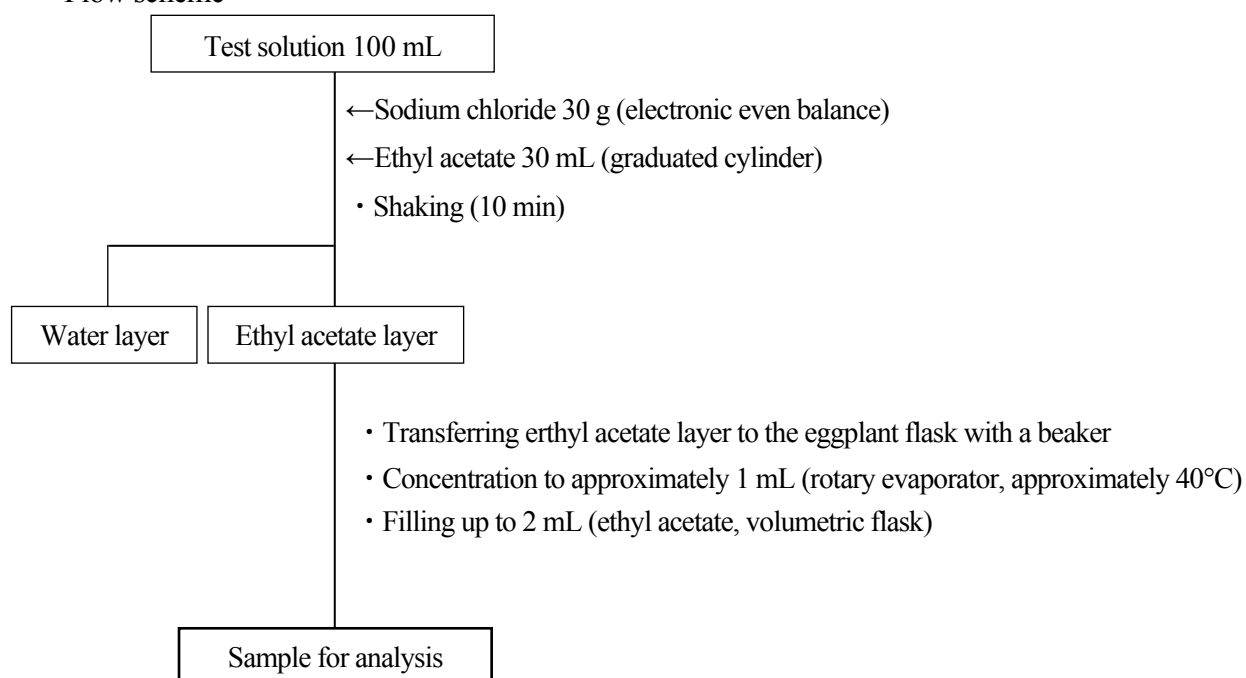 Test solution 100 mL
←Sodium chloride 30 g (electronic even balance)
←Ethyl acetate 30 mL (graduated cylinder)
・Shaking (10 min)
Water layer
Ethyl acetate layer
・Transferring erthyl acetate layer to the eggplant flask with a beaker
・Concentration to approximately 1 mL (rotary evaporator, approximately 40°C)
・Filling up to 2 mL (ethyl acetate, volumetric flask)
Sample for analysis